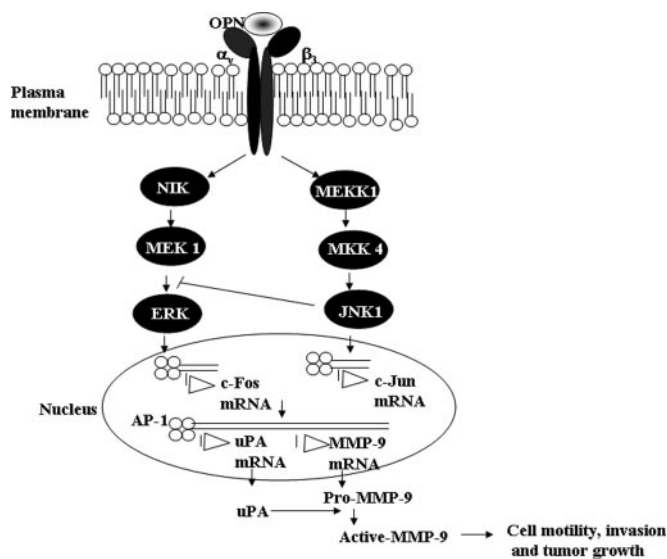 OPN
αv β3
Plasma
membrane
NIK MEKK1
MEK 1 MKK 4
ERK JNK1
c-Fos
mRNA
c-Jun
mRNA
Nucleus
AP-1
uPA
mRNA
MMP-9
mRNA
Pro-MMP-9
uPA
Active-MMP-9
Cell motility, invasion
and tumor growth